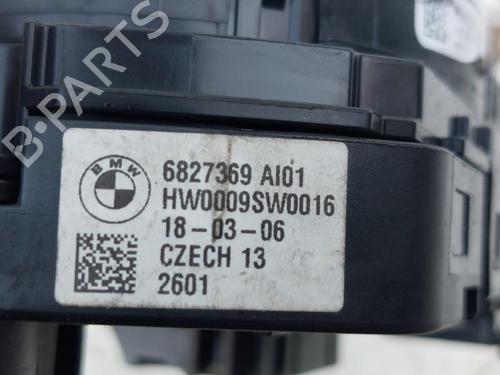 BMW
6827369 AI01
HW0009SW0016
18-03-06
CZECH 13
2601
B-PARTS